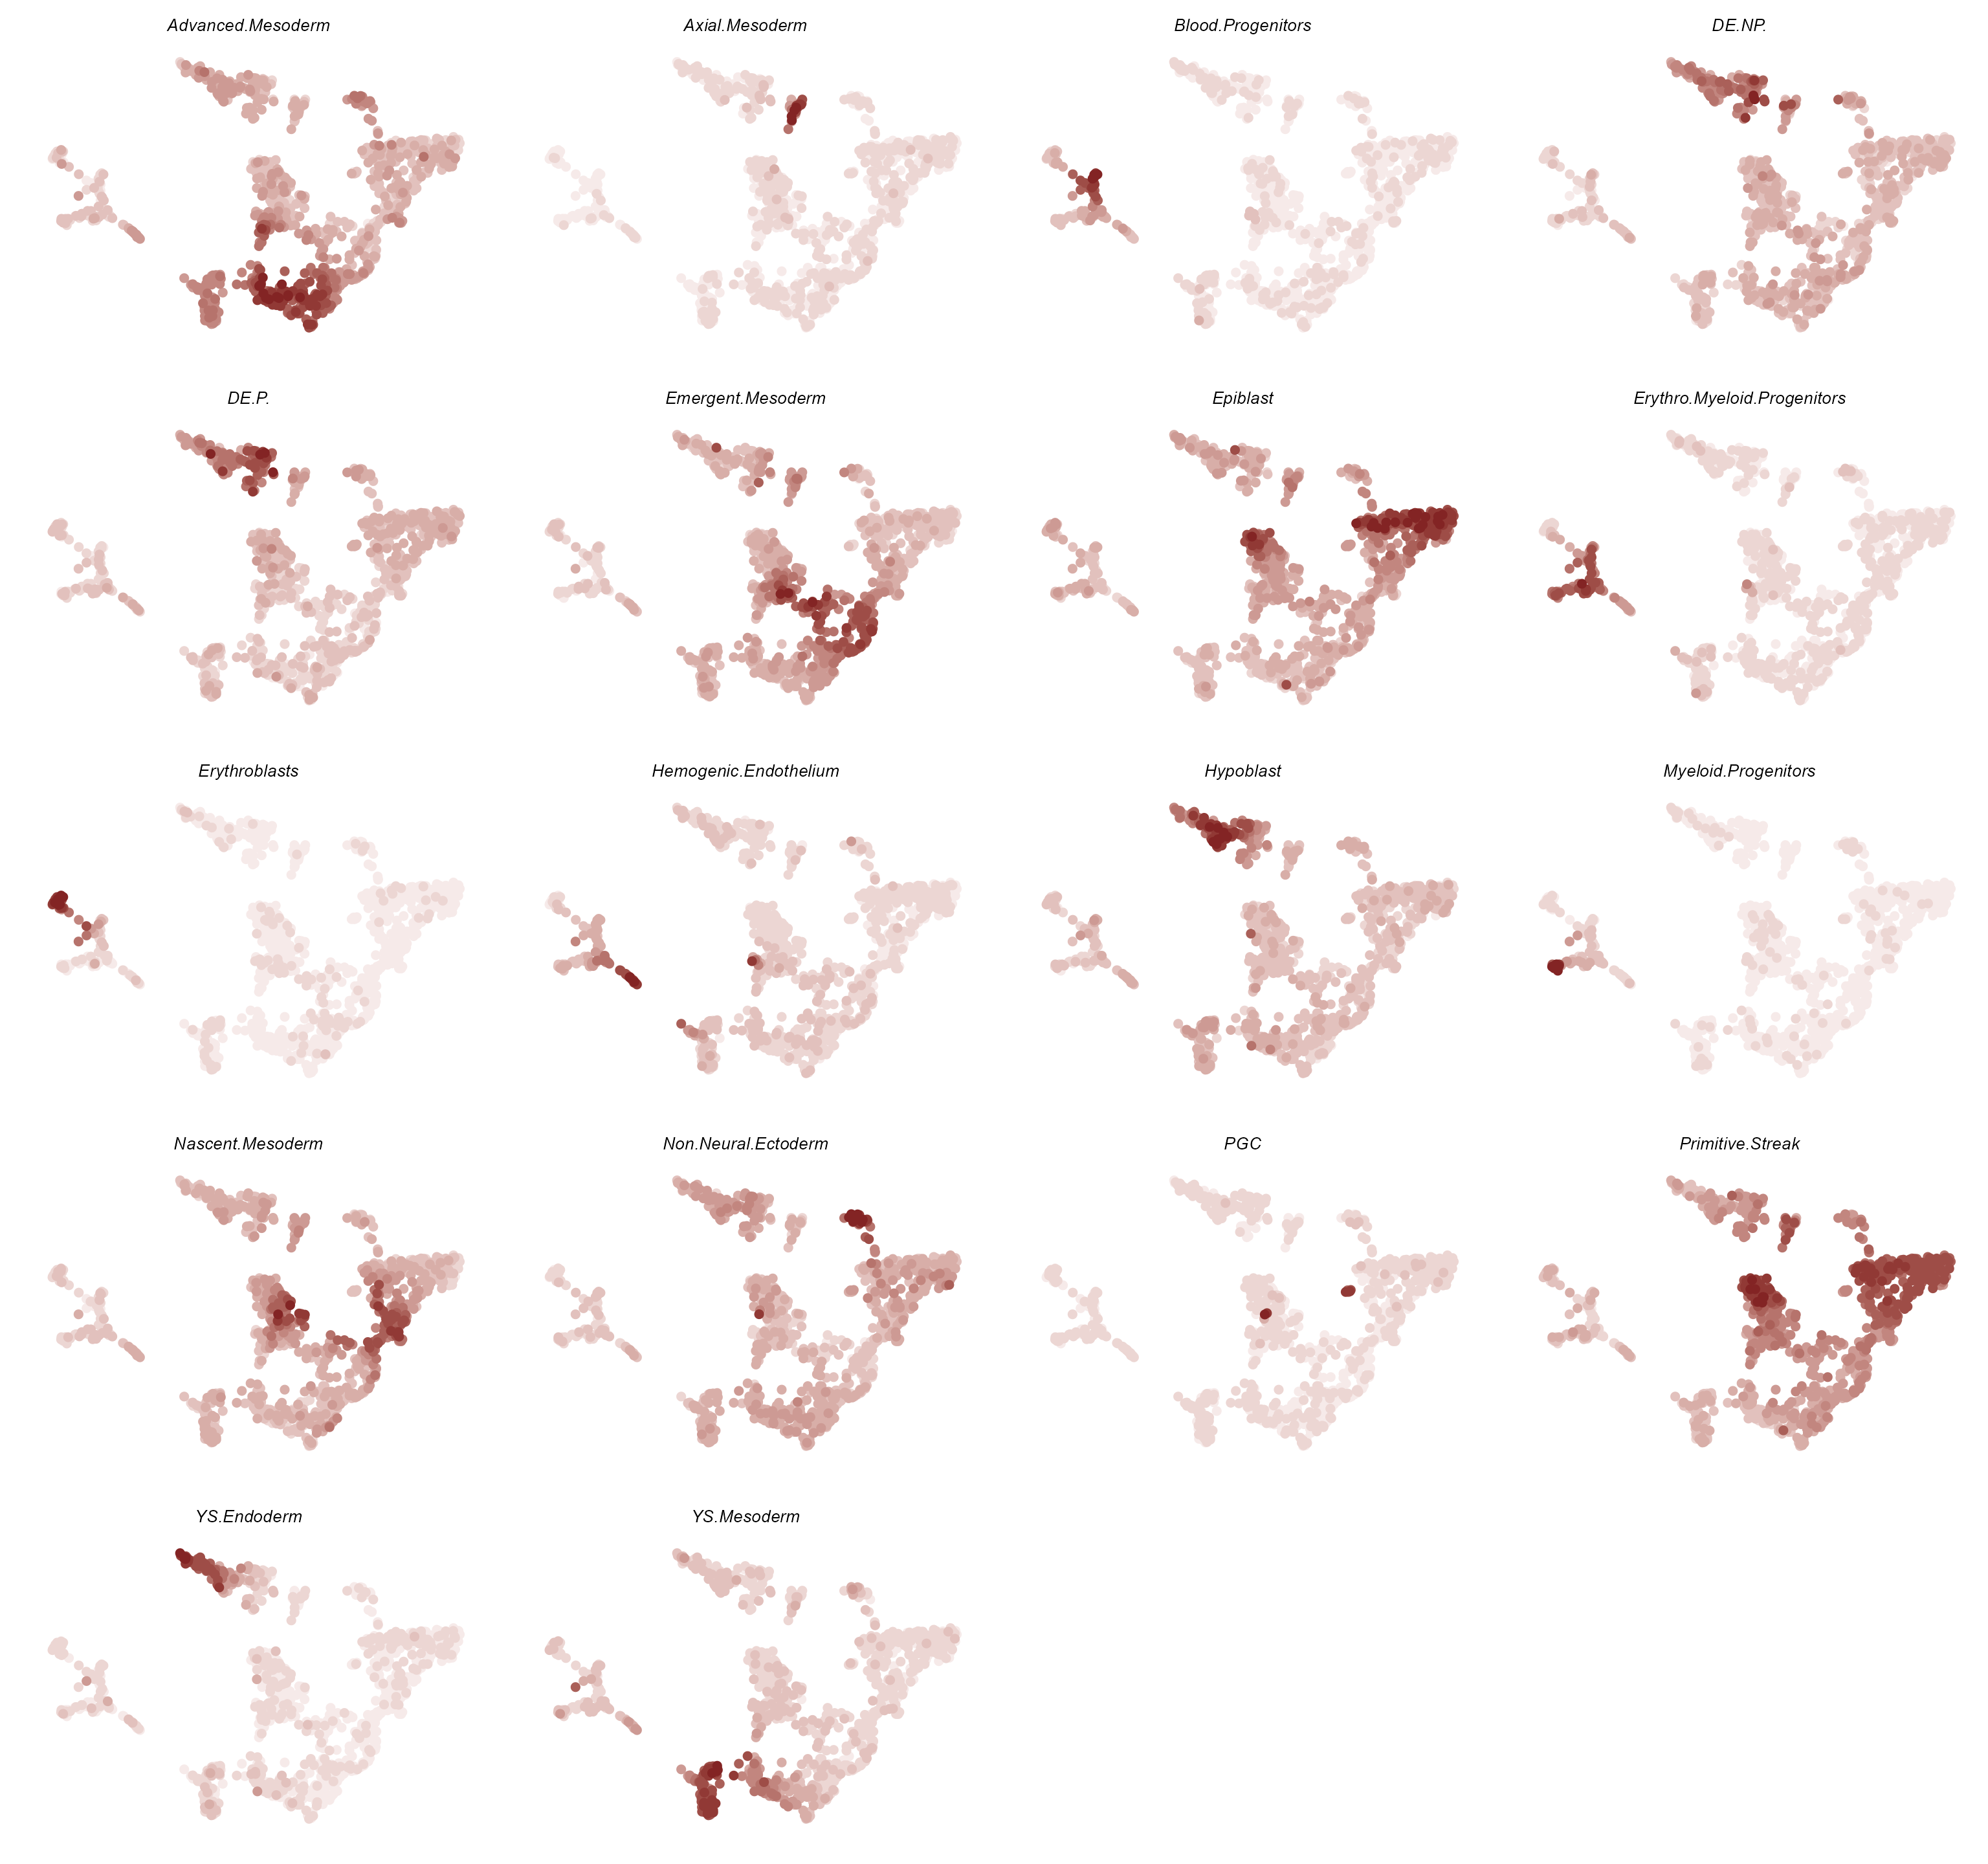 Advanced.Mesoderm
Axial.Mesoderm
Blood.Progenitors
DE.NP.
DE.P.
Emergent.Mesoderm
Epiblast
Erythro.Myeloid.Progenitors
Erythroblasts
Hemogenic.Endothelium
Hypoblast
Myeloid.Progenitors
Nascent.Mesoderm
Non.Neural.Ectoderm
PGC
Primitive.Streak
YS.Endoderm
YS.Mesoderm